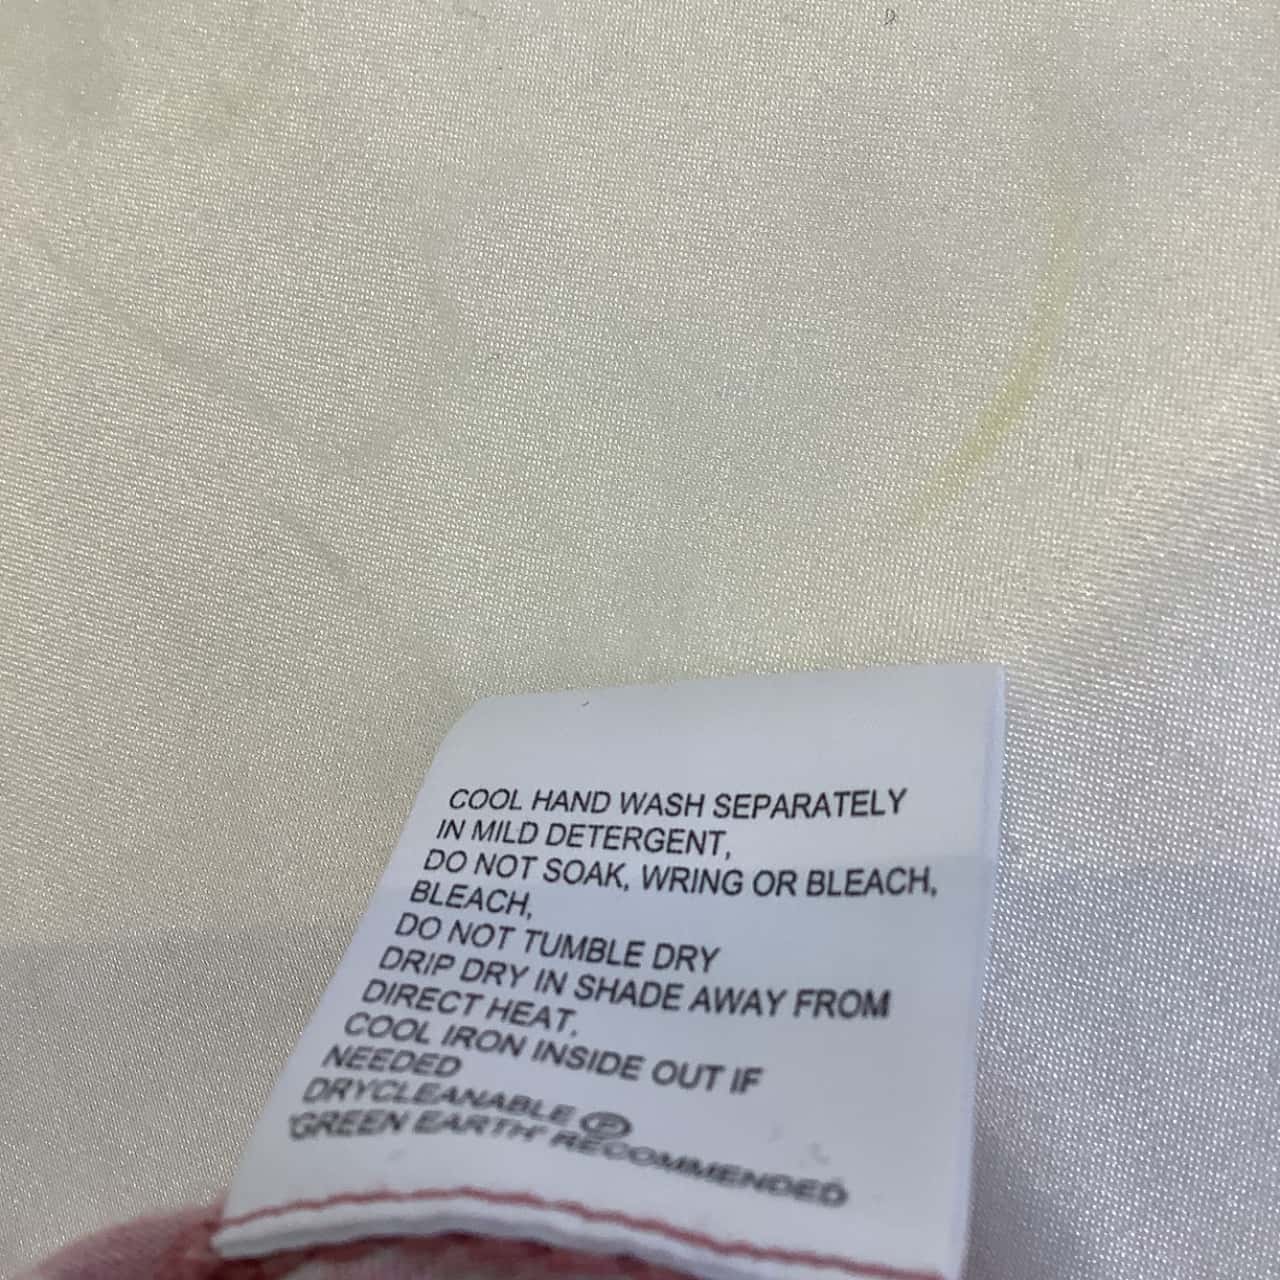 COOL HAND WASH SEPARATELY
IN MILD DETERGENT,
DO NOT SOAK, WRING OR BLEACH,
BLEACH,
DO NOT TUMBLE DRY
DRIP DRY IN SHADE AWAY FROM
DIRECT HEAT.
COOL IRON INSIDE OUT IF
NEEDED
DRYCLEANABLE Ⓟ
'GREEN EARTH' RECOMMENDED